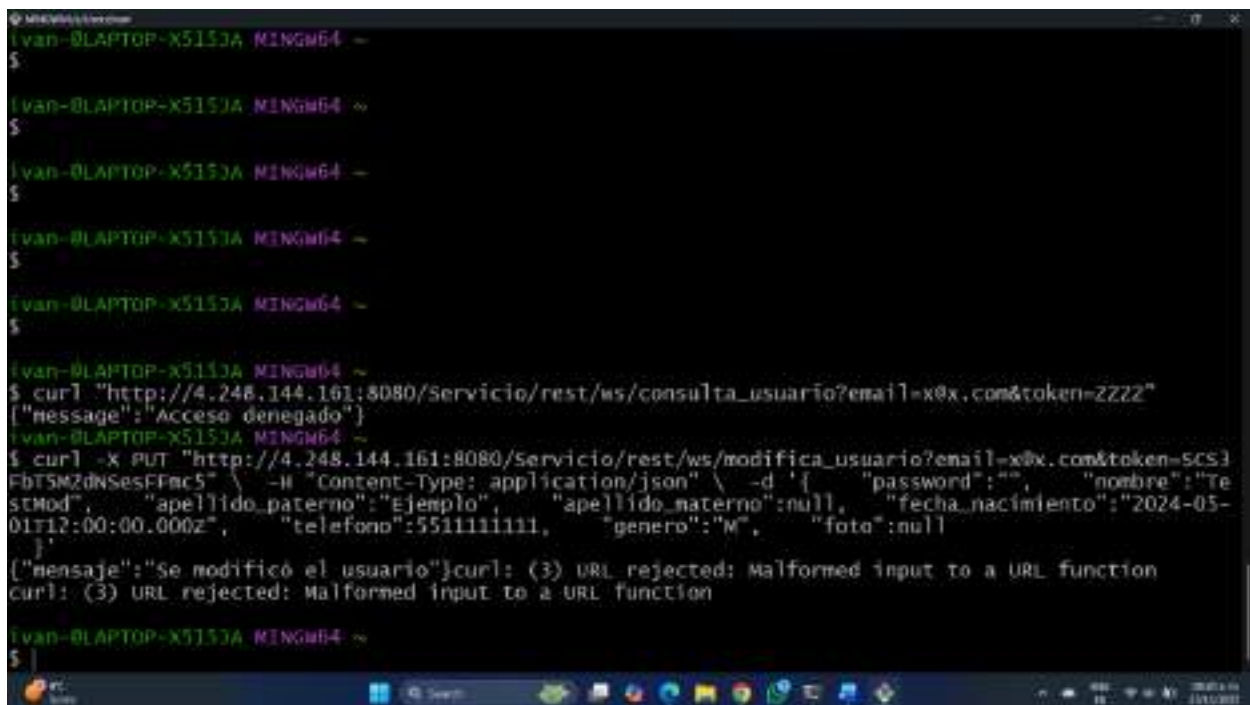 ivan-@LAPTOP-X515JA MINGW64 ~
$
ivan-@LAPTOP-X515JA MINGW64 ~
$
ivan-@LAPTOP-X515JA MINGW64 ~
$
ivan-@LAPTOP-X515JA MINGW64 ~
$
ivan-@LAPTOP-X515JA MINGW64 ~
$
ivan-@LAPTOP-X515JA MINGW64 ~
$ curl "http://4.248.144.161:8080/Servicio/rest/ws/consulta_usuario?email=x@x.com&token=ZZZZ"
{"message":"Acceso denegado"}
ivan-@LAPTOP-X515JA MINGW64 ~
$ curl -X PUT "http://4.248.144.161:8080/Servicio/rest/ws/modifica_usuario?email=x@x.com&token=SCS3
FbT5MZdNSesFFmc5" \  -H "Content-Type: application/json" \  -d '{    "password":"",    "nombre":"Te
stMod",    "apellido_paterno":"Ejemplo",    "apellido_materno":null,    "fecha_nacimiento":"2024-05-
01T12:00:00.000Z",    "telefono":5511111111,    "genero":"M",    "foto":null
}'
{"mensaje":"Se modificó el usuario"}curl: (3) URL rejected: Malformed input to a URL function
curl: (3) URL rejected: Malformed input to a URL function
ivan-@LAPTOP-X515JA MINGW64 ~
$
Search